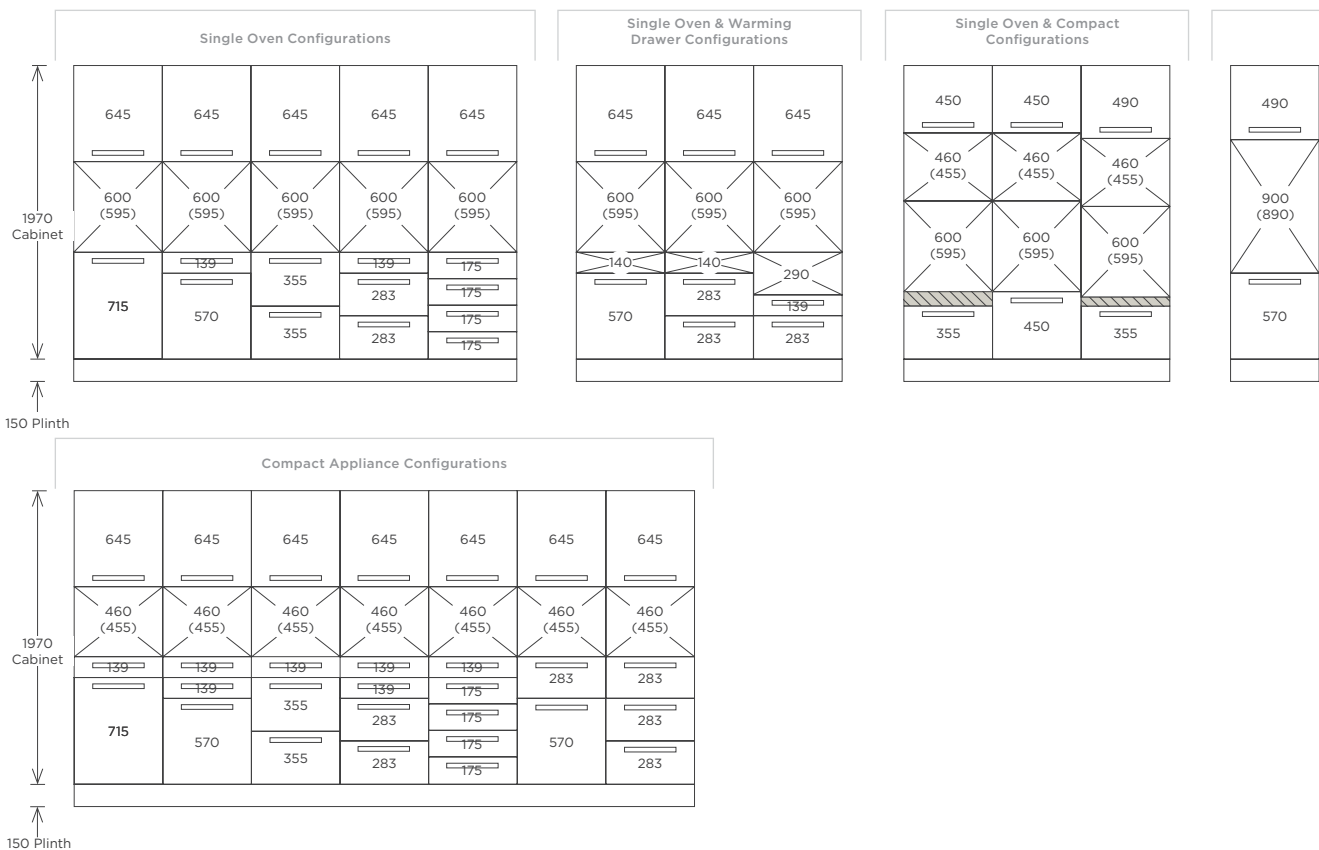 Single Oven Configurations
Single Oven & Warming
Drawer Configurations
Single Oven & Compact
Configurations
645 645 645 645 645
645 645 645
450 450 490
490
600 600 600 600 600
(595) (595) (595) (595) (595)
600 600 600
(595) (595) (595)
460 460 460
(455) (455) (455)
900
(890)
1970
Cabinet
715
139
570
355
355
139
283
283
175
175
175
175
140
570
140
283
283
290
139
283
600
(595)
355
600
(595)
450
600
(595)
355
570
150 Plinth
Compact Appliance Configurations
645 645 645 645 645 645 645
460 460 460 460 460 460 460
(455) (455) (455) (455) (455) (455) (455)
1970
Cabinet
139
715
139
139
570
139
355
355
139
139
283
283
139
175
175
175
175
283
570
283
283
283
150 Plinth